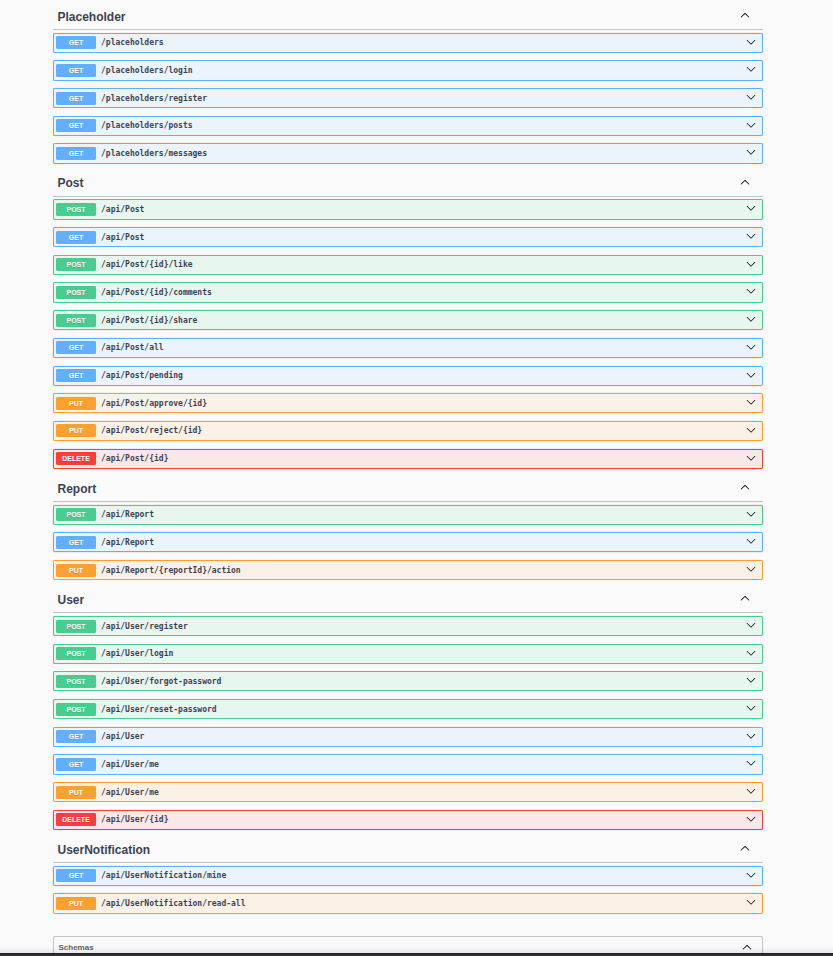 Placeholder
GET /placeholders
GET /placeholders/login
GET /placeholders/register
GET /placeholders/posts
GET /placeholders/messages
Post
POST /api/Post
GET /api/Post
POST /api/Post/{id}/like
POST /api/Post/{id}/comments
POST /api/Post/{id}/share
GET /api/Post/all
GET /api/Post/pending
PUT /api/Post/approve/{id}
PUT /api/Post/reject/{id}
DELETE /api/Post/{id}
Report
POST /api/Report
GET /api/Report
PUT /api/Report/{reportId}/action
User
POST /api/User/register
POST /api/User/login
POST /api/User/forgot-password
POST /api/User/reset-password
GET /api/User
GET /api/User/me
PUT /api/User/me
DELETE /api/User/{id}
UserNotification
GET /api/UserNotification/mine
PUT /api/UserNotification/read-all
Schemas